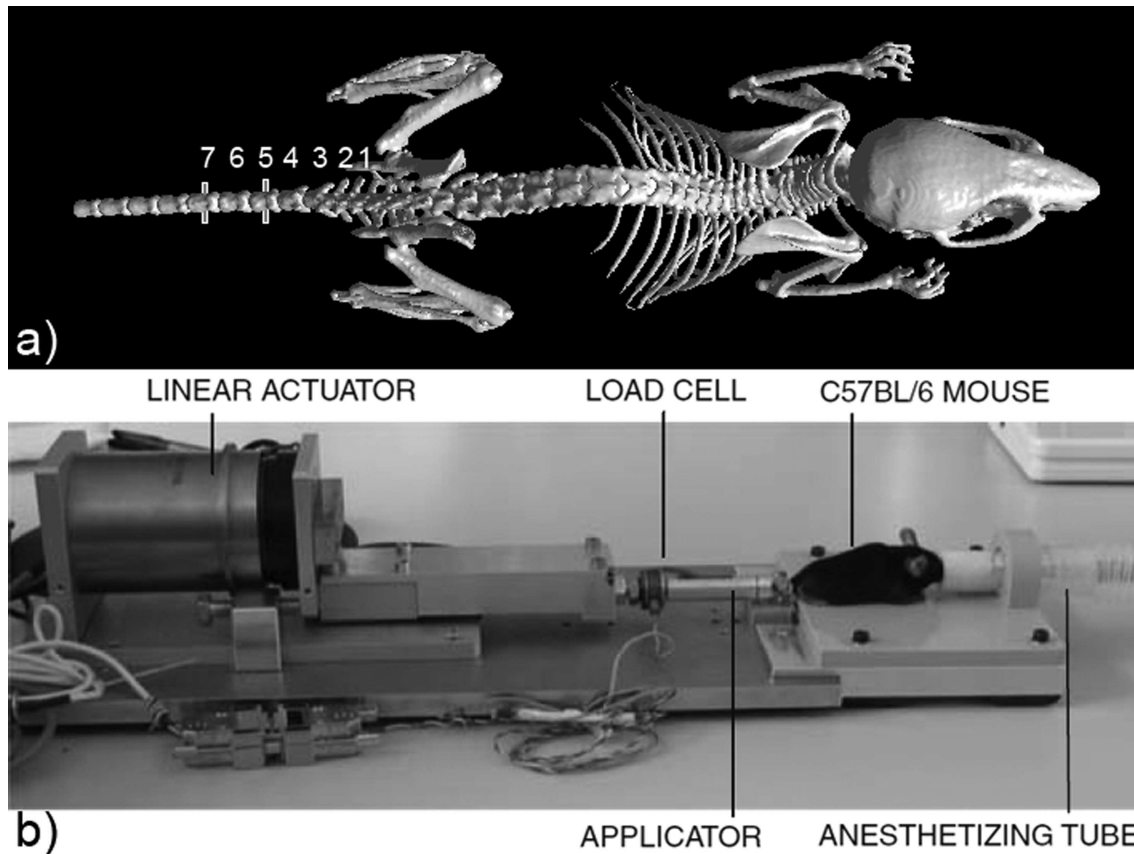 7 6 5 4 3 2 1
a)
LINEAR ACTUATOR LOAD CELL C57BL/6 MOUSE
b) APPLICATOR ANESTHETIZING TUBE